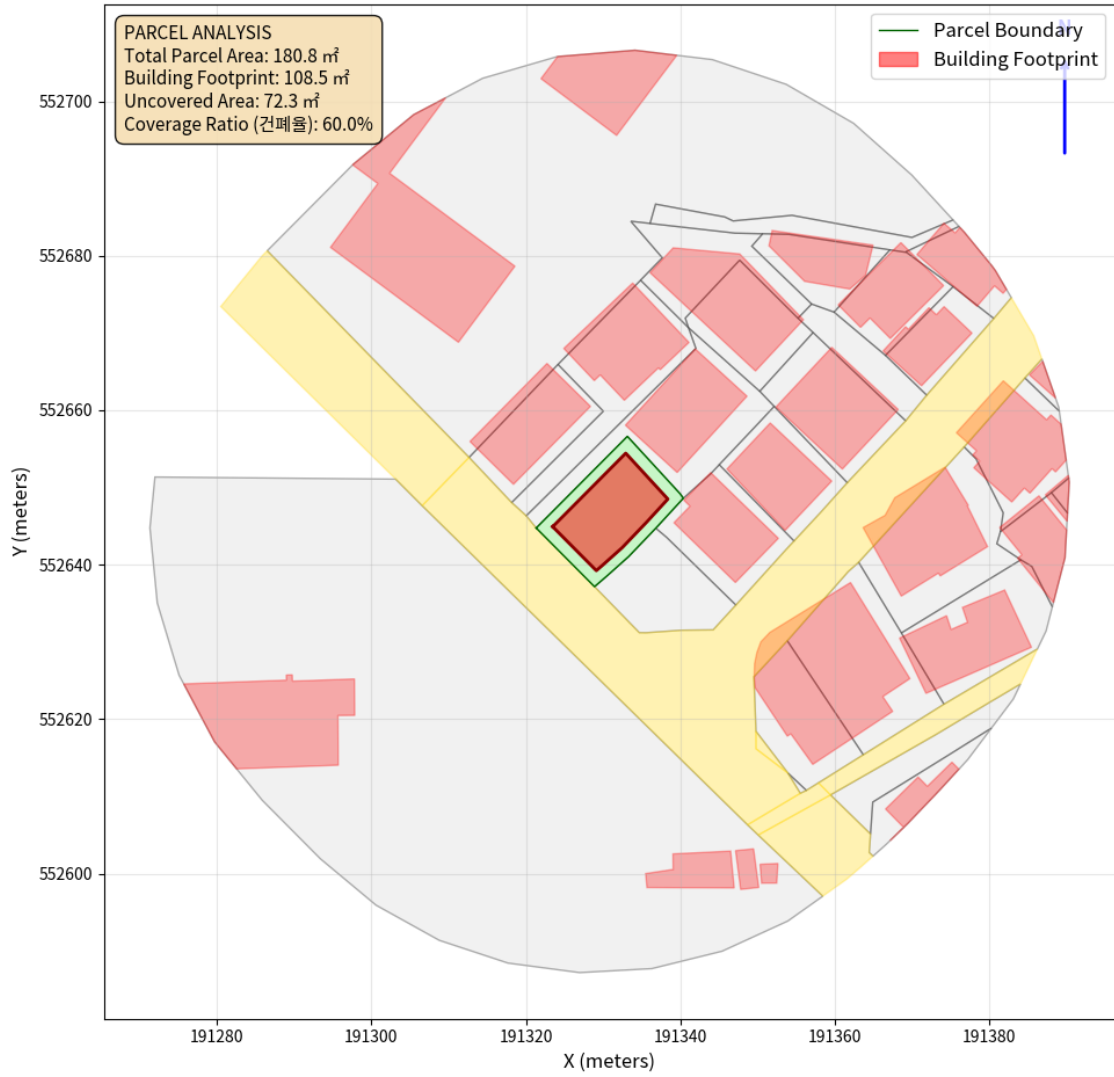 PARCEL ANALYSIS
Total Parcel Area: 180.8 ㎡
Building Footprint: 108.5 ㎡
Uncovered Area: 72.3 ㎡
Coverage Ratio (건폐율): 60.0%
Parcel Boundary
Building Footprint
N
552700
552680
552660
552640
552620
552600
Y (meters)
191280
191300
191320
191340
191360
191380
X (meters)